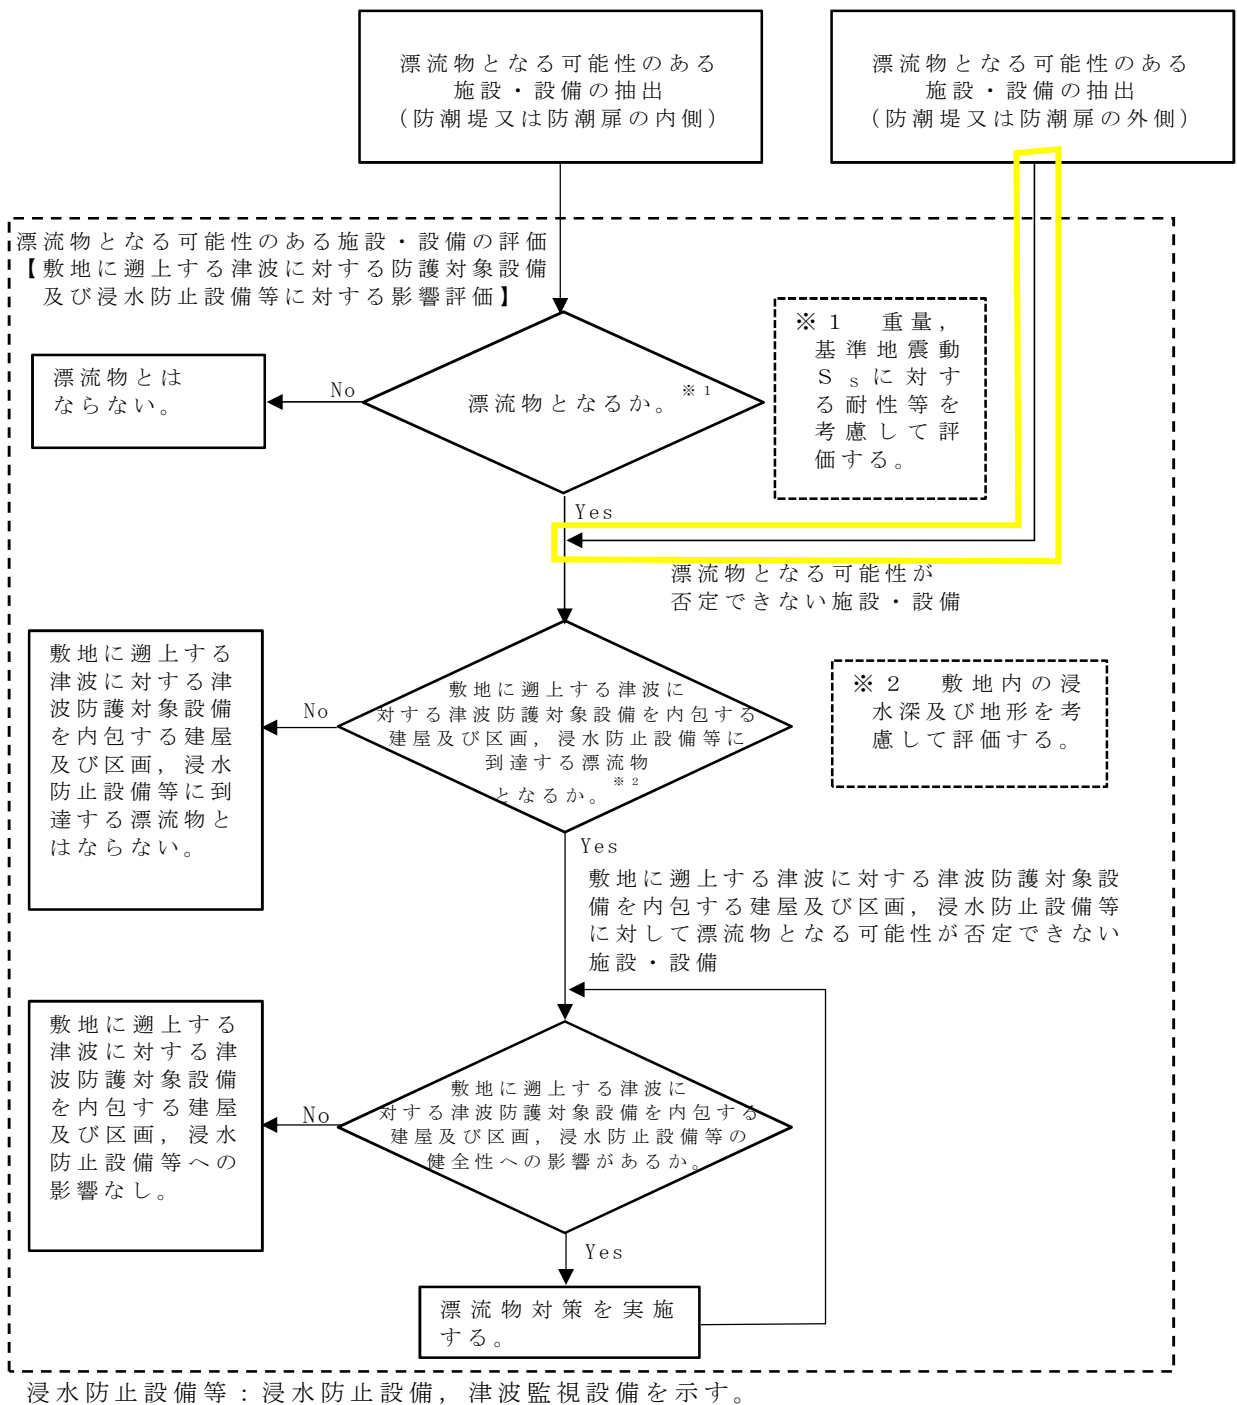 漂流物となる可能性のある
施設・設備の抽出
(防潮堤又は防潮扉の内側)
漂流物となる可能性のある
施設・設備の抽出
(防潮堤又は防潮扉の外側)
漂流物となる可能性のある施設・設備の評価
【敷地に遡上する津波に対する防護対象設備
及び浸水防止設備等に対する影響評価】
※1 重量,
基準地震動
Ssに対す
る耐性等を
考慮して評
価する。
漂流物とは
ならない。
No
漂流物となるか。※1
Yes
漂流物となる可能性が
否定できない施設・設備
敷地に遡上する
津波に対する津
波防護対象設備
を内包する建屋
及び区画,浸水
防止設備等に到
達する漂流物と
はならない。
No
敷地に遡上する津波に
対する津波防護対象設備を内包する
建屋及び区画,浸水防止設備等に
到達する漂流物
となるか。※2
※2 敷地内の浸
水深及び地形を考
慮して評価する。
Yes
敷地に遡上する津波に対する津波防護対象設
備を内包する建屋及び区画,浸水防止設備等
に対して漂流物となる可能性が否定できない
施設・設備
敷地に遡上する
津波に対する津
波防護対象設備
を内包する建屋
及び区画,浸水
防止設備等への
影響なし。
No
敷地に遡上する津波に
対する津波防護対象設備を内包する
建屋及び区画,浸水防止設備等の
健全性への影響があるか。
Yes
漂流物対策を実施
する。
浸水防止設備等:浸水防止設備,津波監視設備を示す。